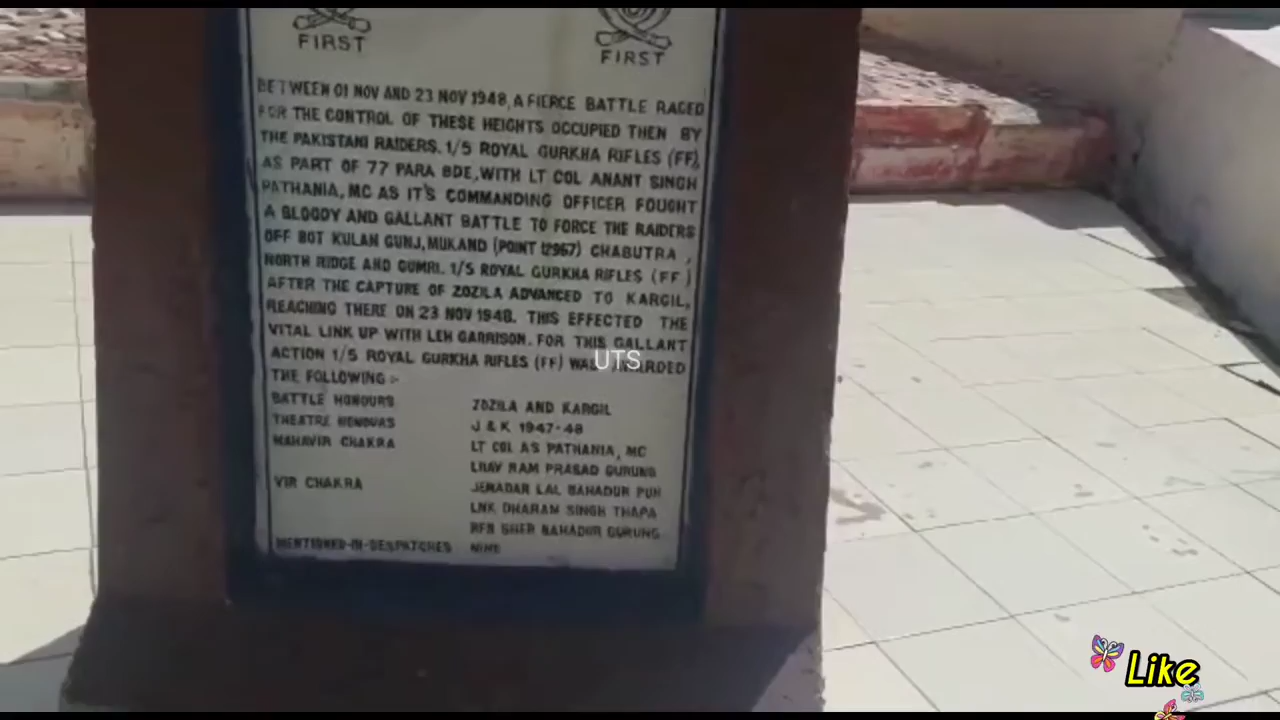 FIRST FIRST
BETWEEN 01 NOV AND 23 NOV 1948, A FIERCE BATTLE RAGED
FOR THE CONTROL OF THESE HEIGHTS OCCUPIED THEN BY
THE PAKISTANI RAIDERS. 1/5 ROYAL GURKHA RIFLES (FF),
AS PART OF 77 PARA BDE, WITH LT COL ANANT SINGH
PATHANIA, MC AS IT'S COMMANDING OFFICER FOUGHT
A BLOODY AND GALLANT BATTLE TO FORCE THE RAIDERS
OFF BOT KULAN GUNJ, MUKAND (POINT 12967) CHABUTRA,
NORTH RIDGE AND GUMRI. 1/5 ROYAL GURKHA RIFLES (FF)
AFTER THE CAPTURE OF ZOZILA ADVANCED TO KARGIL,
REACHING THERE ON 23 NOV 1948. THIS EFFECTED THE
VITAL LINK UP WITH LEH GARRISON. FOR THIS GALLANT
ACTION 1/5 ROYAL GURKHA RIFLES (FF) WAS AWARDED
UTS
THE FOLLOWING :-
BATTLE HONOURS ZOZILA AND KARGIL
THEATRE HONOUAS J & K 1947-48
MAHAVIR CHAKRA LT COL AS PATHANIA, MC
LHAV RAM PRASAD GURUNG
VIR CHAKRA JEMADAR LAL BAHADUR PUN
LNK DHARAM SINGH THAPA
RFN SHER BAHADUR GURUNG
MENTIONED-IN-DESPATCHES NINE
Like